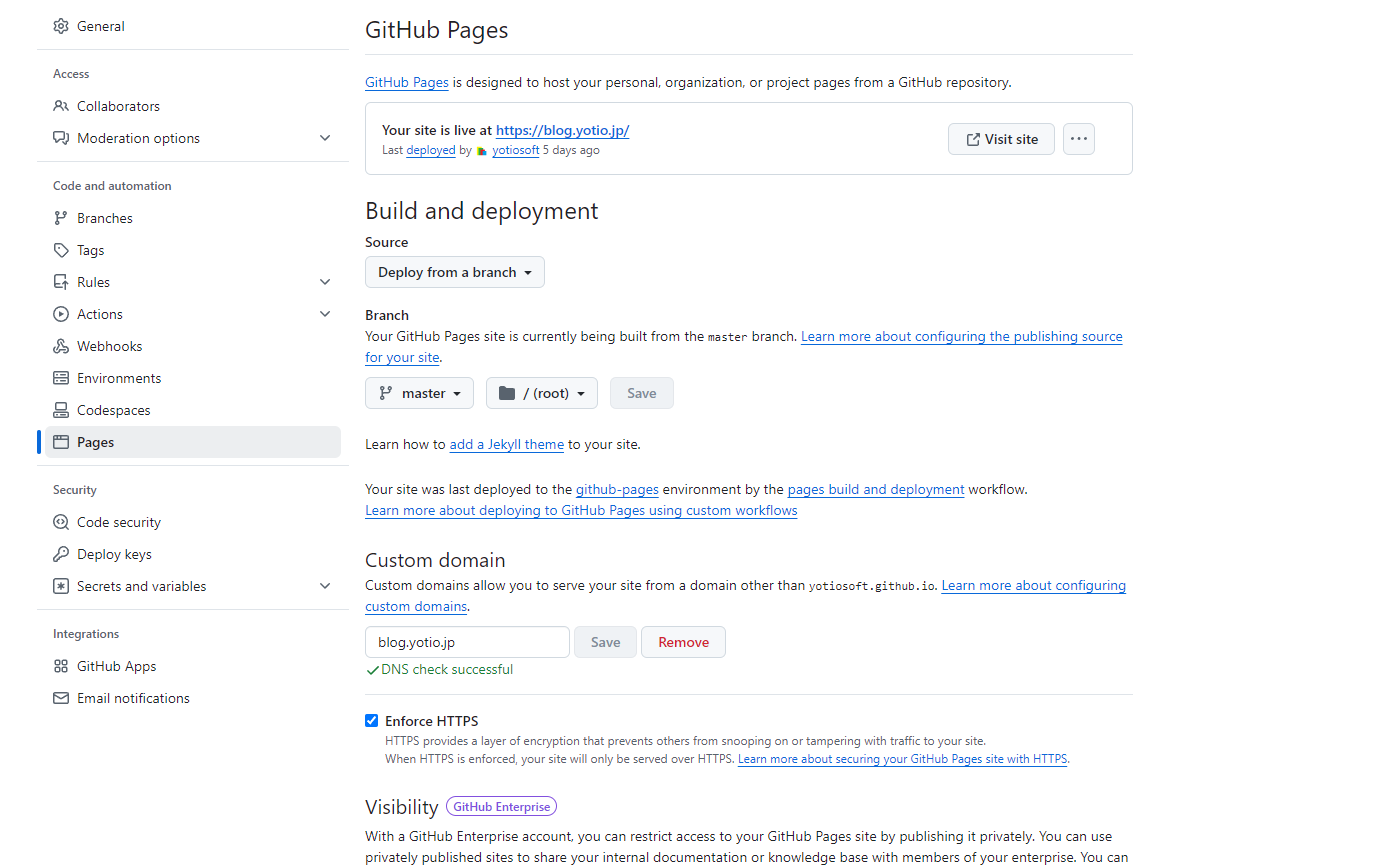 General
Access
Collaborators
Moderation options
Code and automation
Branches
Tags
Rules
Actions
Webhooks
Environments
Codespaces
Pages
Security
Code security
Deploy keys
Secrets and variables
Integrations
GitHub Apps
Email notifications
GitHub Pages
GitHub Pages is designed to host your personal, organization, or project pages from a GitHub repository.
Your site is live at https://blog.yotio.jp/
Last deployed by yotiosoft 5 days ago
Visit site
Build and deployment
Source
Deploy from a branch
Branch
Your GitHub Pages site is currently being built from the master branch. Learn more about configuring the publishing source
for your site.
master / (root) Save
Learn how to add a Jekyll theme to your site.
Your site was last deployed to the github-pages environment by the pages build and deployment workflow.
Learn more about deploying to GitHub Pages using custom workflows
Custom domain
Custom domains allow you to serve your site from a domain other than yotiosoft.github.io. Learn more about configuring
custom domains.
blog.yotio.jp Save Remove
DNS check successful
Enforce HTTPS
HTTPS provides a layer of encryption that prevents others from snooping on or tampering with traffic to your site.
When HTTPS is enforced, your site will only be served over HTTPS. Learn more about securing your GitHub Pages site with HTTPS.
Visibility GitHub Enterprise
With a GitHub Enterprise account, you can restrict access to your GitHub Pages site by publishing it privately. You can use
privately published sites to share your internal documentation or knowledge base with members of your enterprise. You can